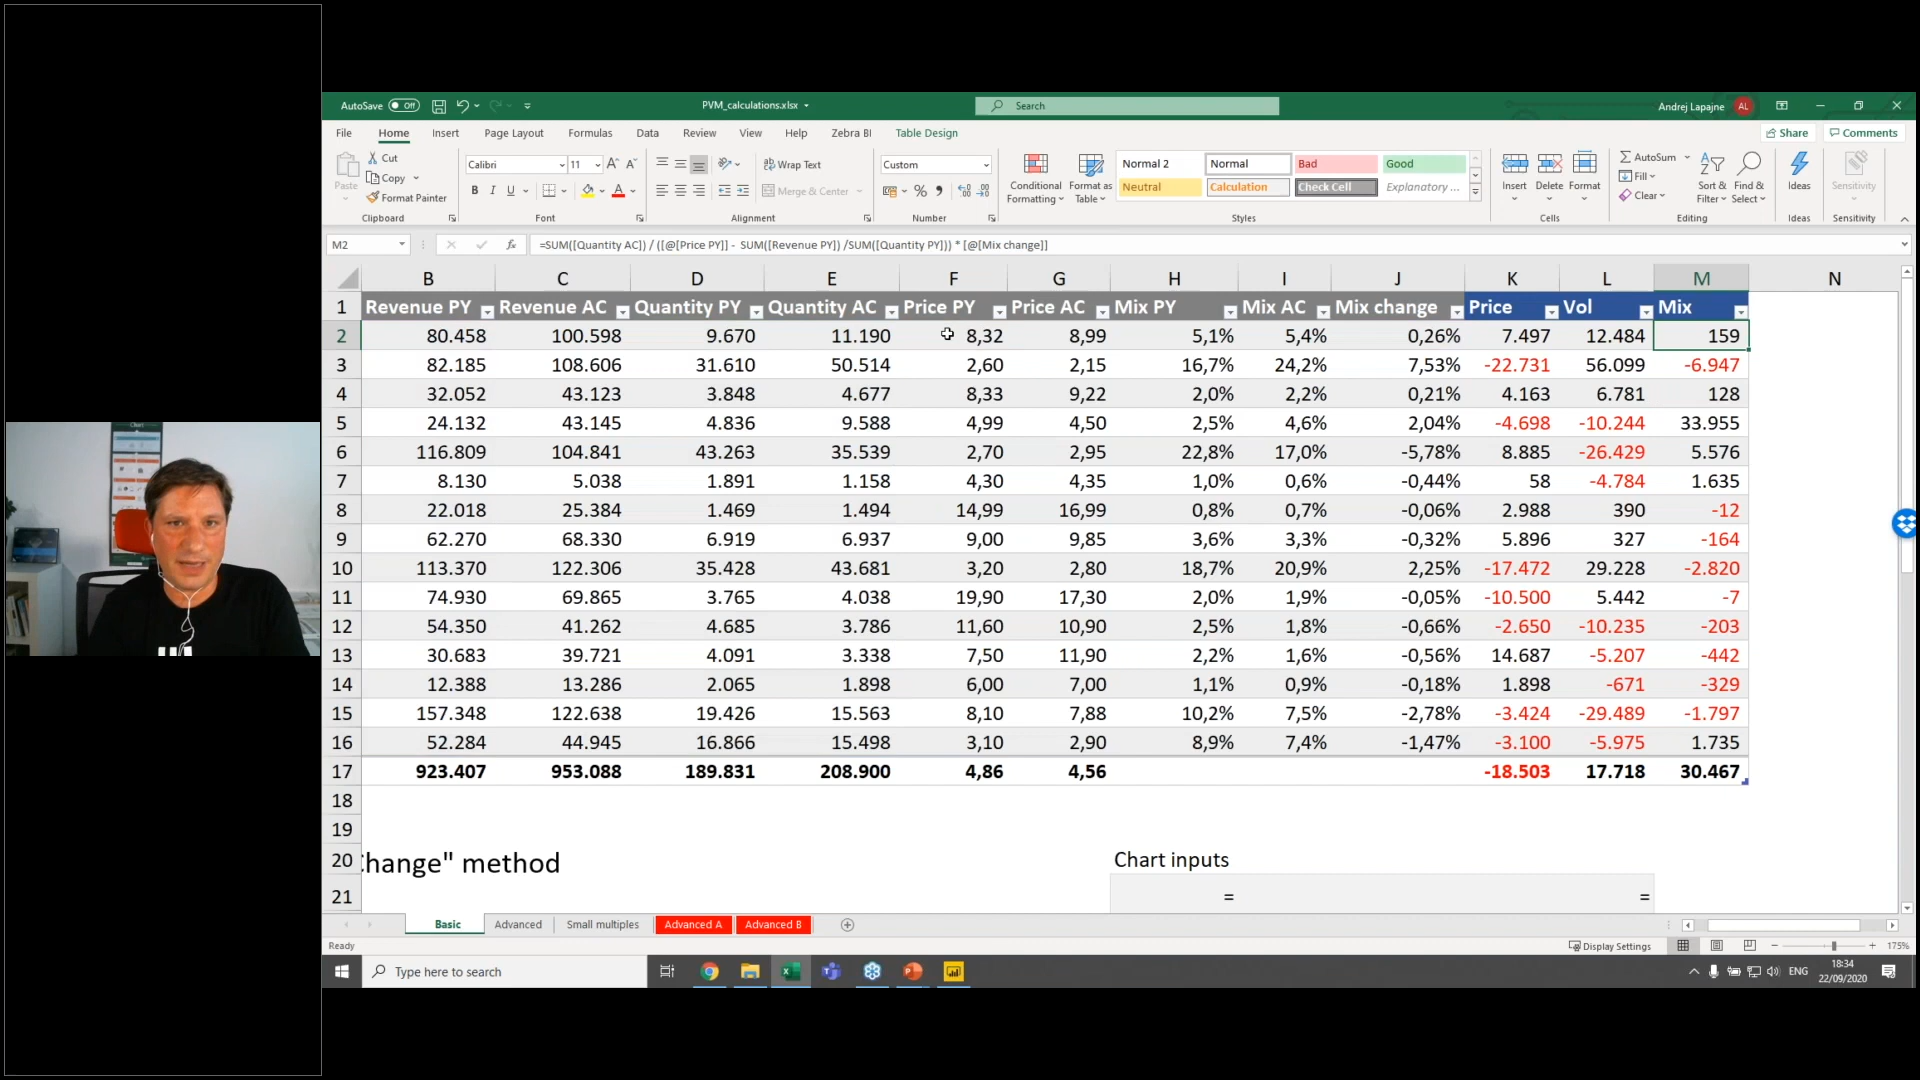 AutoSave Off PVM_calculations.xlsx Search Andrej Lapajne AL
File Home Insert Page Layout Formulas Data Review View Help Zebra BI Table Design Share Comments
Paste Cut Copy Format Painter Clipboard
Calibri 11 B I U Font
Wrap Text Merge & Center Alignment
Custom % Number
Conditional Formatting Format as Table
Normal 2 Normal Bad Good
Neutral Calculation Check Cell Explanatory ...
Styles
Insert Delete Format Cells
AutoSum Fill Clear Sort & Filter Find & Select Editing
Ideas Ideas
Sensitivity Sensitivity
M2 fx =SUM([Quantity AC]) / ([@[Price PY]] - SUM([Revenue PY]) /SUM([Quantity PY])) * [@[Mix change]]
B C D E F G H I J K L M N
1 Revenue PY Revenue AC Quantity PY Quantity AC Price PY Price AC Mix PY Mix AC Mix change Price Vol Mix
2 80.458 100.598 9.670 11.190 8,32 8,99 5,1% 5,4% 0,26% 7.497 12.484 159
3 82.185 108.606 31.610 50.514 2,60 2,15 16,7% 24,2% 7,53% -22.731 56.099 -6.947
4 32.052 43.123 3.848 4.677 8,33 9,22 2,0% 2,2% 0,21% 4.163 6.781 128
5 24.132 43.145 4.836 9.588 4,99 4,50 2,5% 4,6% 2,04% -4.698 -10.244 33.955
6 116.809 104.841 43.263 35.539 2,70 2,95 22,8% 17,0% -5,78% 8.885 -26.429 5.576
7 8.130 5.038 1.891 1.158 4,30 4,35 1,0% 0,6% -0,44% 58 -4.784 1.635
8 22.018 25.384 1.469 1.494 14,99 16,99 0,8% 0,7% -0,06% 2.988 390 -12
9 62.270 68.330 6.919 6.937 9,00 9,85 3,6% 3,3% -0,32% 5.896 327 -164
10 113.370 122.306 35.428 43.681 3,20 2,80 18,7% 20,9% 2,25% -17.472 29.228 -2.820
11 74.930 69.865 3.765 4.038 19,90 17,30 2,0% 1,9% -0,05% -10.500 5.442 -7
12 54.350 41.262 4.685 3.786 11,60 10,90 2,5% 1,8% -0,66% -2.650 -10.235 -203
13 30.683 39.721 4.091 3.338 7,50 11,90 2,2% 1,6% -0,56% 14.687 -5.207 -442
14 12.388 13.286 2.065 1.898 6,00 7,00 1,1% 0,9% -0,18% 1.898 -671 -329
15 157.348 122.638 19.426 15.563 8,10 7,88 10,2% 7,5% -2,78% -3.424 -29.489 -1.797
16 52.284 44.945 16.866 15.498 3,10 2,90 8,9% 7,4% -1,47% -3.100 -5.975 1.735
17 923.407 953.088 189.831 208.900 4,86 4,56 -18.503 17.718 30.467
18
19
20 change" method Chart inputs
21 = =
Basic Advanced Small multiples Advanced A Advanced B
Ready Display Settings 175%
Type here to search ENG 18:34
22/09/2020